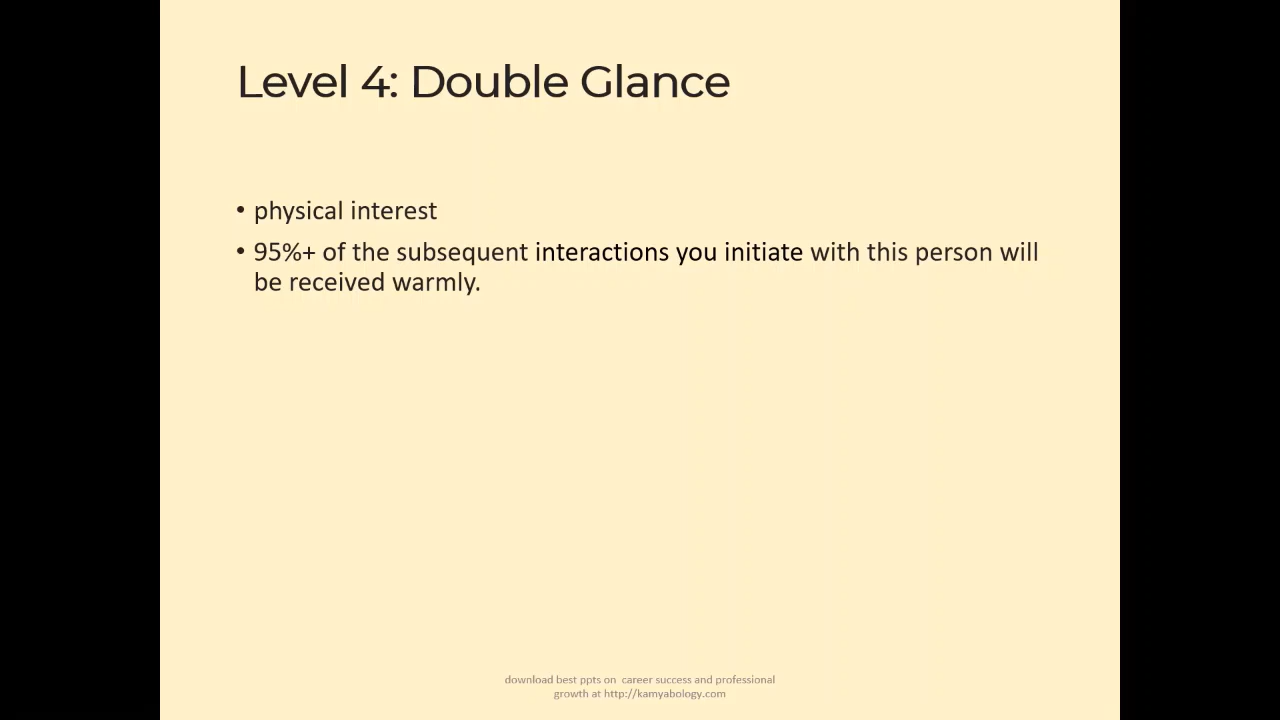 Level 4: Double Glance
• physical interest
• 95%+ of the subsequent interactions you initiate with this person will
be received warmly.
download best ppts on  career success and professional
growth at http://kamyabology.com